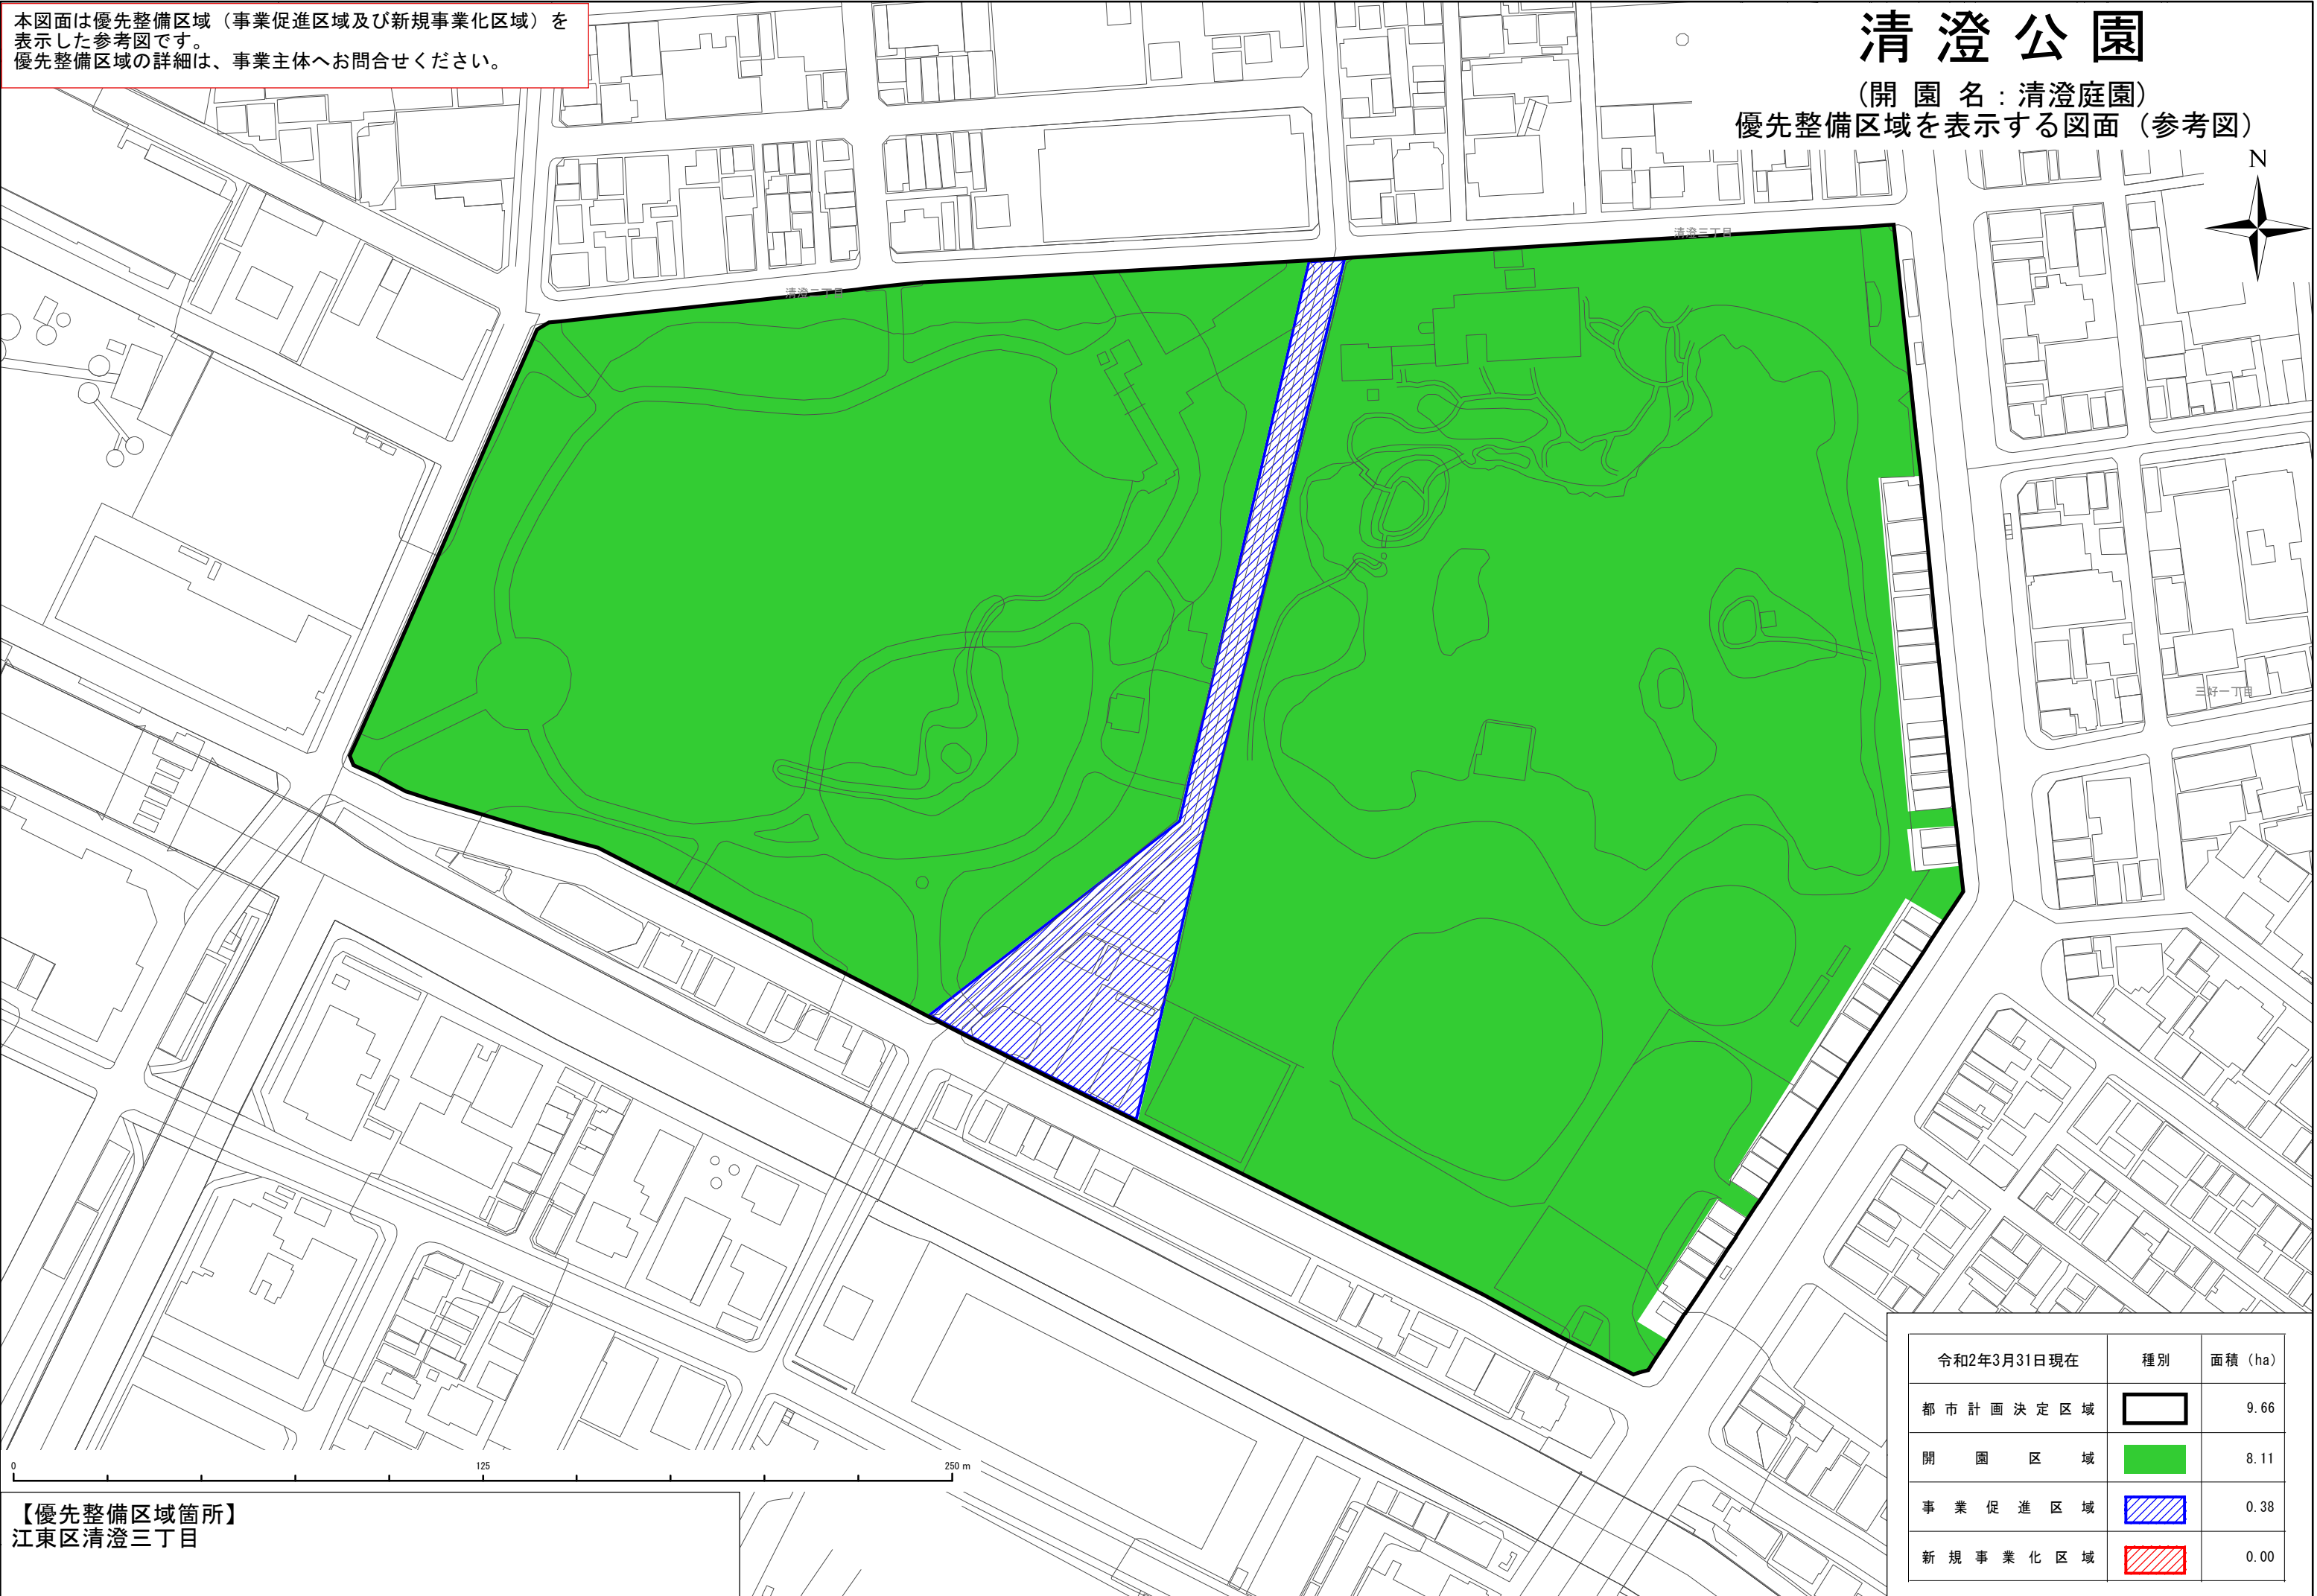 本図面は優先整備区域（事業促進区域及び新規事業化区域）を
表示した参考図です。
優先整備区域の詳細は、事業主体へお問合せください。
清澄公園
（開園名：清澄庭園）
優先整備区域を表示する図面（参考図）
N
清澄三丁目
清澄二丁目
三好一丁目
0 125 250 m
【優先整備区域箇所】
江東区清澄三丁目
令和2年3月31日現在 種別 面積（ha）
都市計画決定区域 9.66
開園区域 8.11
事業促進区域 0.38
新規事業化区域 0.00